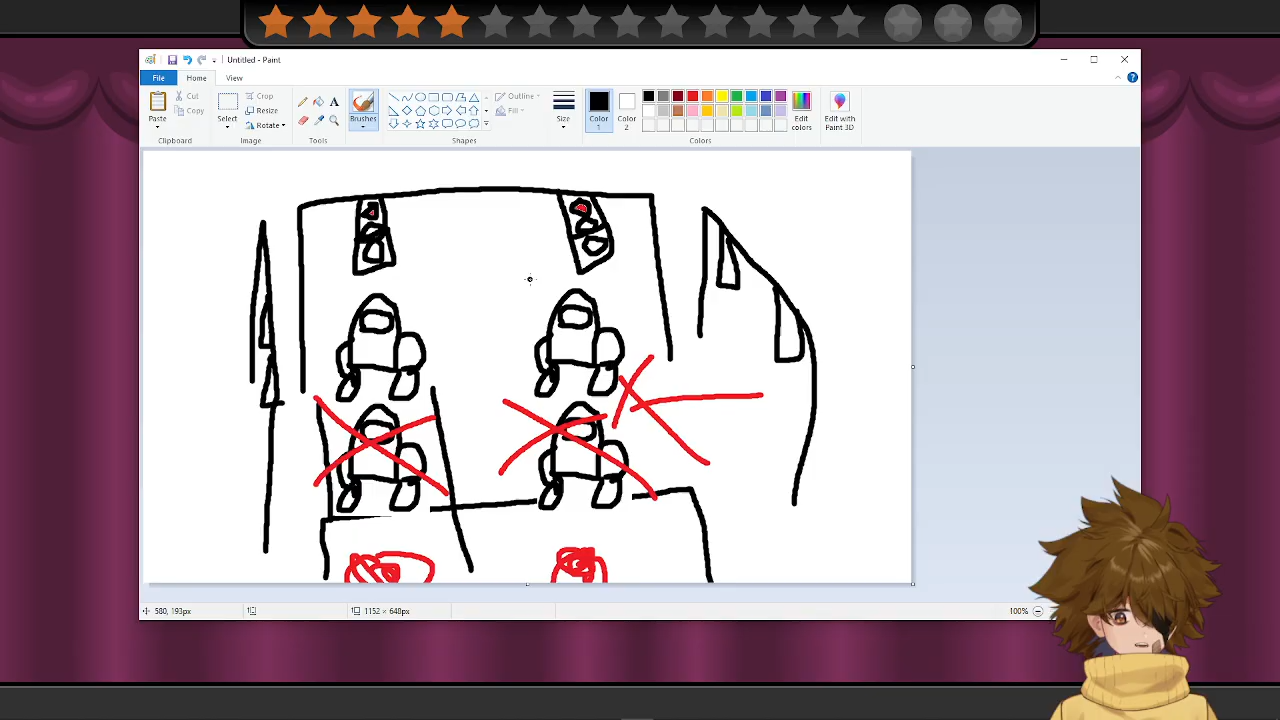 Untitled - Paint
File Home View
Cut Crop Outline Edit Edit with
Paste Copy Select Resize Brushes Fill Size Color Color colors Paint 3D
Rotate A 1 2
Clipboard Image Tools Shapes Colors
580, 193px 1152 × 648px 100%